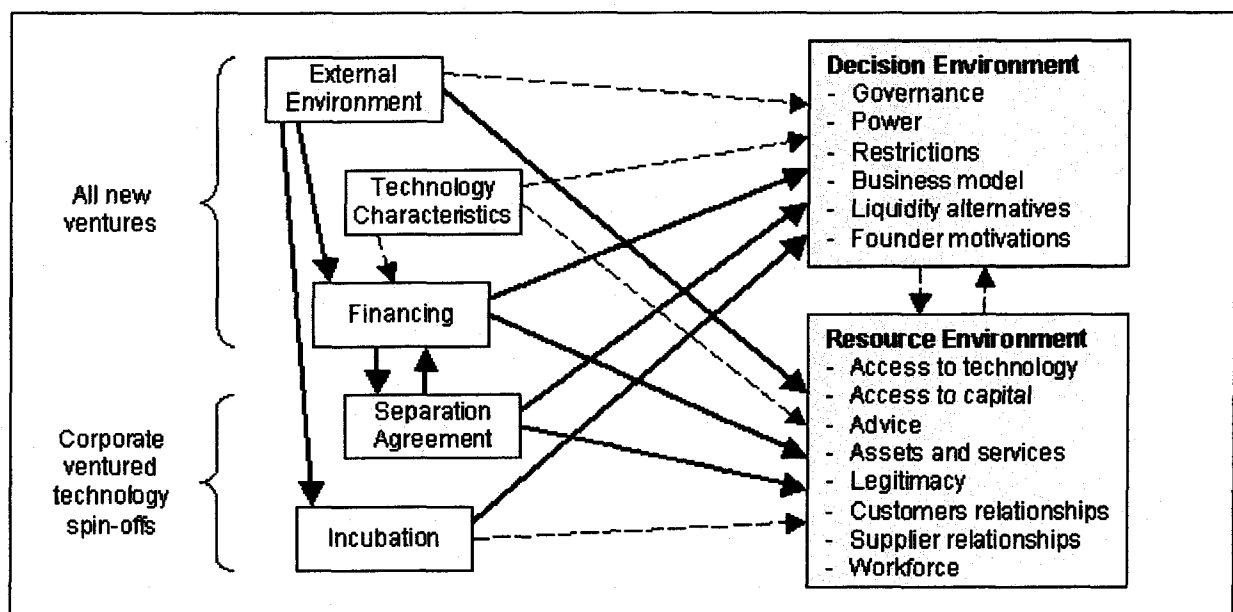 All new
ventures
Corporate
ventured
technology
spin-offs
External
Environment
Technology
Characteristics
Financing
Separation
Agreement
Incubation
Decision Environment
- Governance
- Power
- Restrictions
- Business model
- Liquidity alternatives
- Founder motivations
Resource Environment
- Access to technology
- Access to capital
- Advice
- Assets and services
- Legitimacy
- Customers relationships
- Supplier relationships
- Workforce